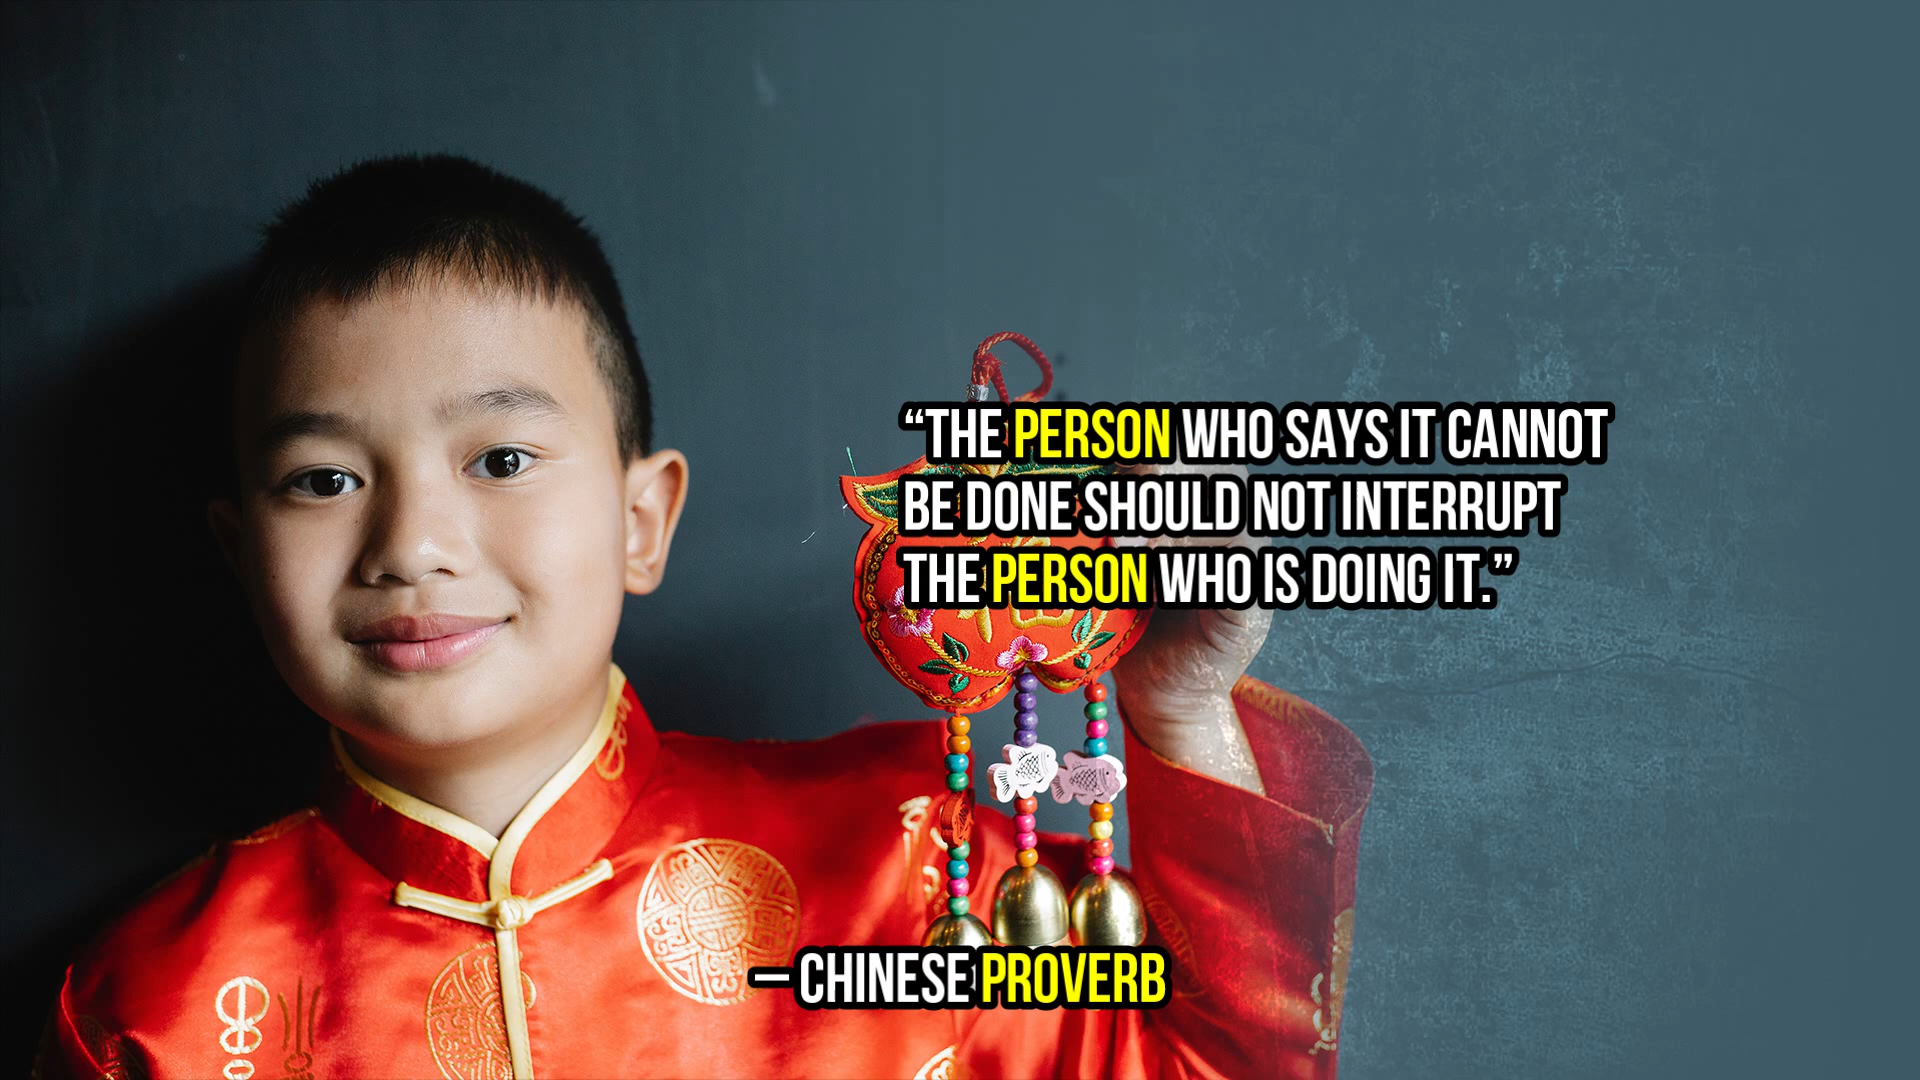 “THE PERSON WHO SAYS IT CANNOT
BE DONE SHOULD NOT INTERRUPT
THE PERSON WHO IS DOING IT.”
– CHINESE PROVERB